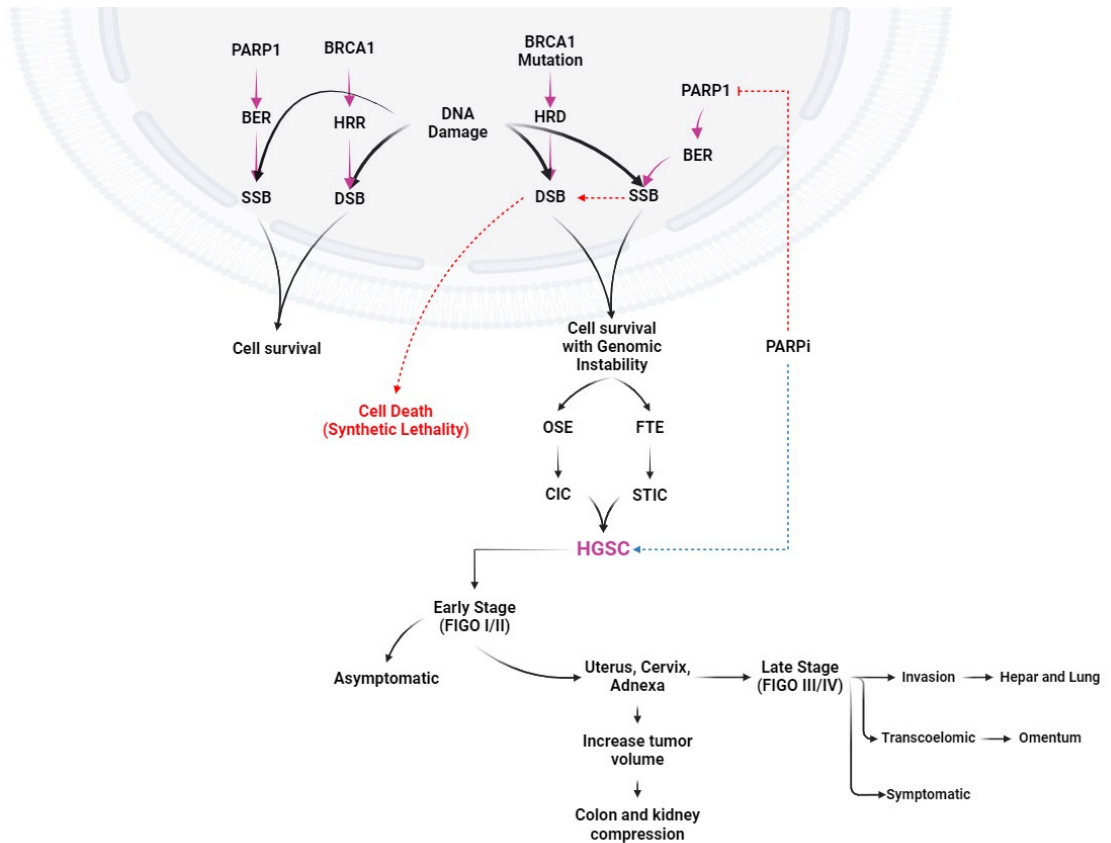 PARP1
BRCA1
BRCA1
Mutation
PARP1
BER
HRR
DNA
Damage
HRD
BER
SSB
DSB
DSB
SSB
Cell survival
Cell survival
with Genomic
Instability
PARPi
Cell Death
(Synthetic Lethality)
OSE
FTE
CIC
STIC
HGSC
Early Stage
(FIGO I/II)
Asymptomatic
Uterus, Cervix,
Adnexa
Late Stage
(FIGO III/IV)
Invasion
Hepar and Lung
Increase tumor
volume
Transcoelomic
Omentum
Symptomatic
Colon and kidney
compression